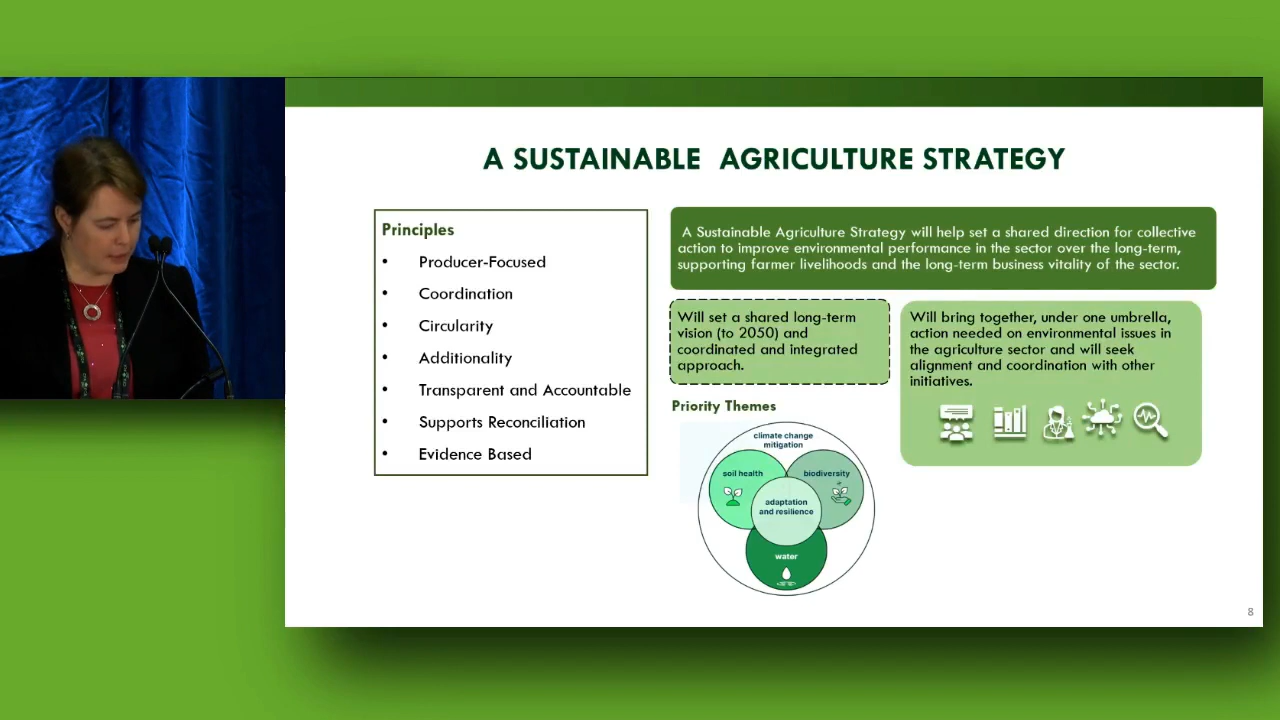 A SUSTAINABLE AGRICULTURE STRATEGY
Principles
• Producer-Focused
• Coordination
• Circularity
• Additionality
• Transparent and Accountable
• Supports Reconciliation
• Evidence Based
A Sustainable Agriculture Strategy will help set a shared direction for collective
action to improve environmental performance in the sector over the long-term,
supporting farmer livelihoods and the long-term business vitality of the sector.
Will set a shared long-term
vision (to 2050) and
coordinated and integrated
approach.
Will bring together, under one umbrella,
action needed on environmental issues in
the agriculture sector and will seek
alignment and coordination with other
initiatives.
Priority Themes
climate change
mitigation
soil health
biodiversity
adaptation
and resilience
water
8